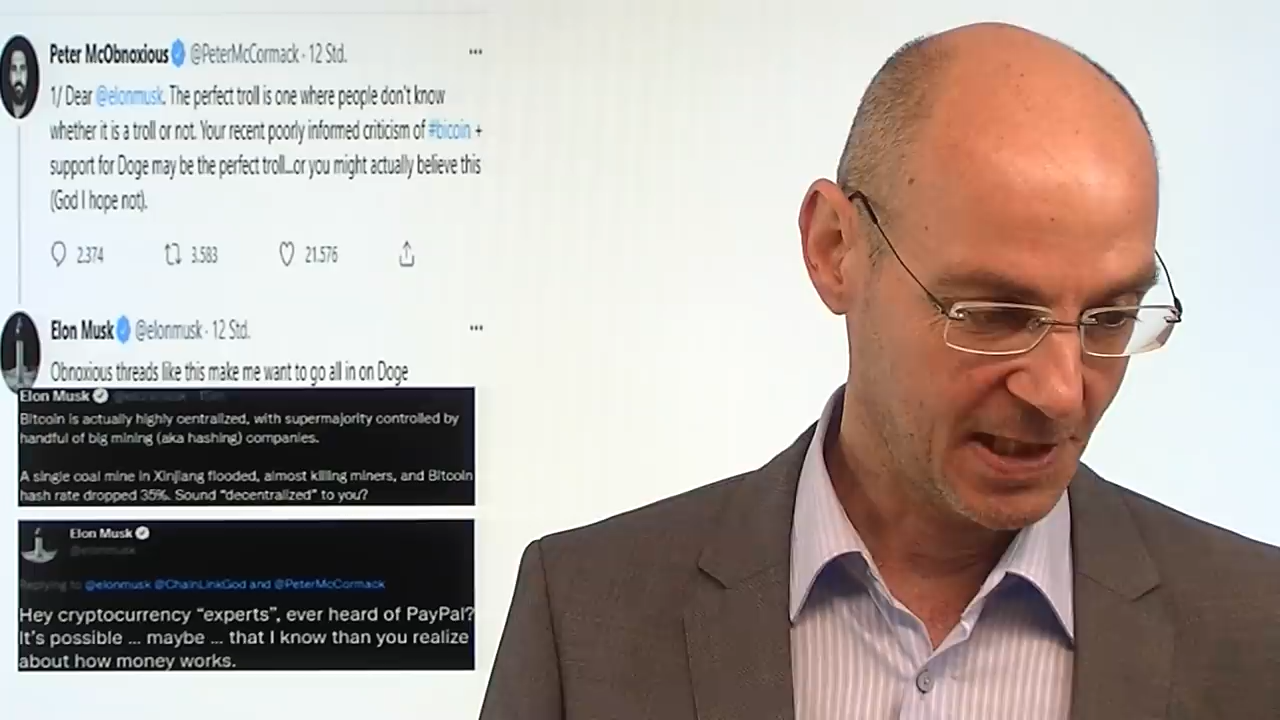 Peter McObnoxious @PeterMcCormack · 12 Std.
1/ Dear @elonmusk. The perfect troll is one where people don't know
whether it is a troll or not. Your recent poorly informed criticism of #bicoin +
support for Doge may be the perfect troll...or you might actually believe this
(God I hope not).
2.374 3.583 21.576
Elon Musk @elonmusk · 12 Std.
Obnoxious threads like this make me want to go all in on Doge
Elon Musk
Bitcoin is actually highly centralized, with supermajority controlled by
handful of big mining (aka hashing) companies.
A single coal mine in Xinjiang flooded, almost killing miners, and Bitcoin
hash rate dropped 35%. Sound "decentralized" to you?
Elon Musk
@elonmusk
Replying to @elonmusk @ChainLinkGod and @PeterMcCormack
Hey cryptocurrency "experts", ever heard of PayPal?
It's possible ... maybe ... that I know than you realize
about how money works.